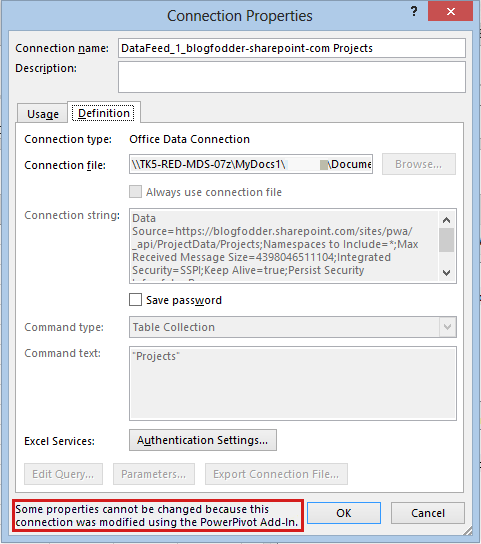 Connection Properties
?
Connection name:
DataFeed_1_blogfodder-sharepoint-com Projects
Description:
Usage
Definition
Connection type:
Office Data Connection
Connection file:
\\TK5-RED-MDS-07z\MyDocs1\ \Docume
Browse...
Always use connection file
Connection string:
Data
Source=https://blogfodder.sharepoint.com/sites/pwa/
_api/ProjectData/Projects;Namespaces to Include=*;Max
Received Message Size=4398046511104;Integrated
Security=SSPI;Keep Alive=true;Persist Security
Save password
Command type:
Table Collection
Command text:
"Projects"
Excel Services:
Authentication Settings...
Edit Query...
Parameters...
Export Connection File...
Some properties cannot be changed because this
connection was modified using the PowerPivot Add-In.
OK
Cancel